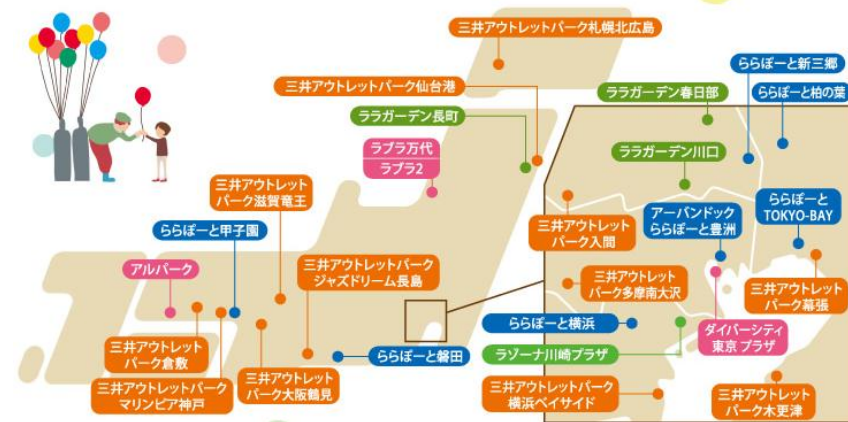 三井アウトレットパーク札幌北広島
三井アウトレットパーク仙台港
ららぽーと新三郷
ララガーデン春日部
ららぽーと柏の葉
ララガーデン長町
ラブラ万代
ラブラ2
ララガーデン川口
三井アウトレット
パーク滋賀竜王
ららぽーと甲子園
アルパーク
三井アウトレットパーク
ジャズドリーム長島
三井アウトレット
パーク入間
アーバンドック
ららぽーと豊洲
ららぽーと
TOKYO-BAY
三井アウトレット
パーク多摩南大沢
三井アウトレット
パーク幕張
ららぽーと横浜
ダイバーシティ
東京 プラザ
三井アウトレット
パーク倉敷
ららぽーと磐田
ラゾーナ川崎プラザ
三井アウトレットパーク
マリンピア神戸
三井アウトレット
パーク大阪鶴見
三井アウトレットパーク
横浜ベイサイド
三井アウトレット
パーク木更津